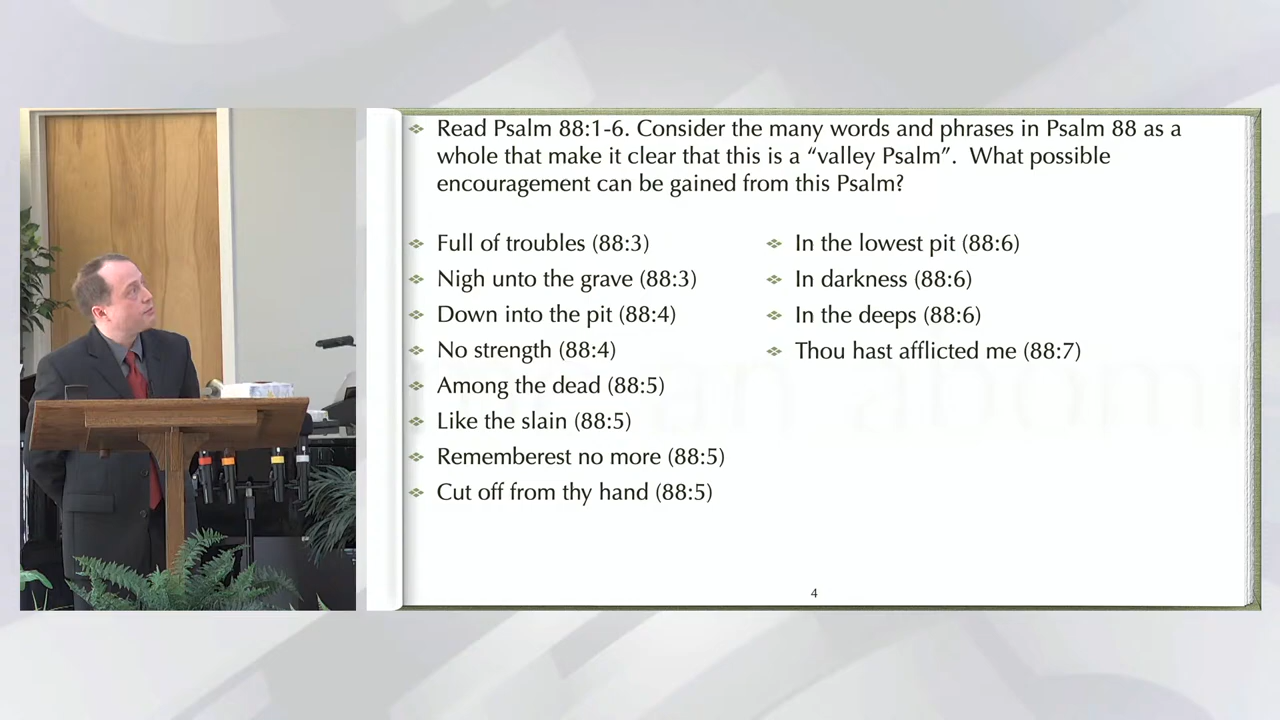 Read Psalm 88:1-6. Consider the many words and phrases in Psalm 88 as a
whole that make it clear that this is a “valley Psalm”. What possible
encouragement can be gained from this Psalm?
Full of troubles (88:3)
Nigh unto the grave (88:3)
Down into the pit (88:4)
No strength (88:4)
Among the dead (88:5)
Like the slain (88:5)
Rememberest no more (88:5)
Cut off from thy hand (88:5)
In the lowest pit (88:6)
In darkness (88:6)
In the deeps (88:6)
Thou hast afflicted me (88:7)
4